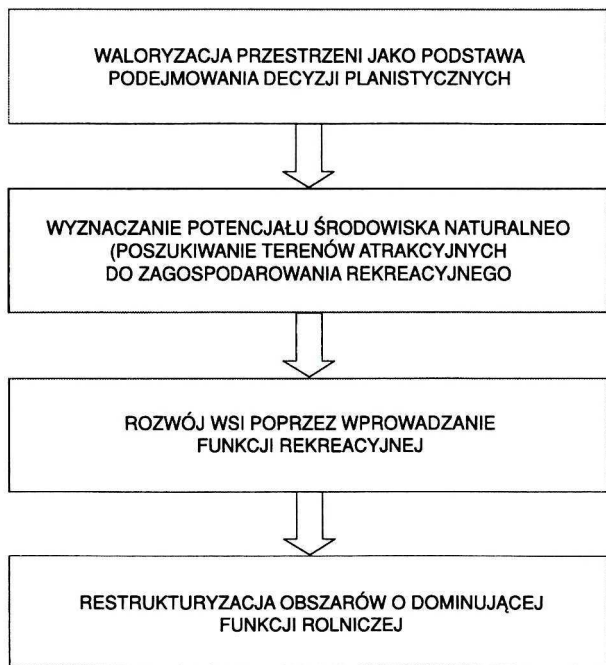 WALORYZACJA PRZESTRZENI JAKO PODSTAWA
PODEJMOWANIA DECYZJI PLANISTYCZNYCH
WYZNACZANIE POTENCJAŁU ŚRODOWISKA NATURALNEO
(POSZUKIWANIE TERENÓW ATRAKCYJNYCH
DO ZAGOSPODAROWANIA REKREACYJNEGO
ROZWÓJ WSI POPRZEZ WPROWADZANIE
FUNKCJI REKREACYJNEJ
RESTRUKTURYZACJA OBSZARÓW O DOMINUJĄCEJ
FUNKCJI ROLNICZEJ